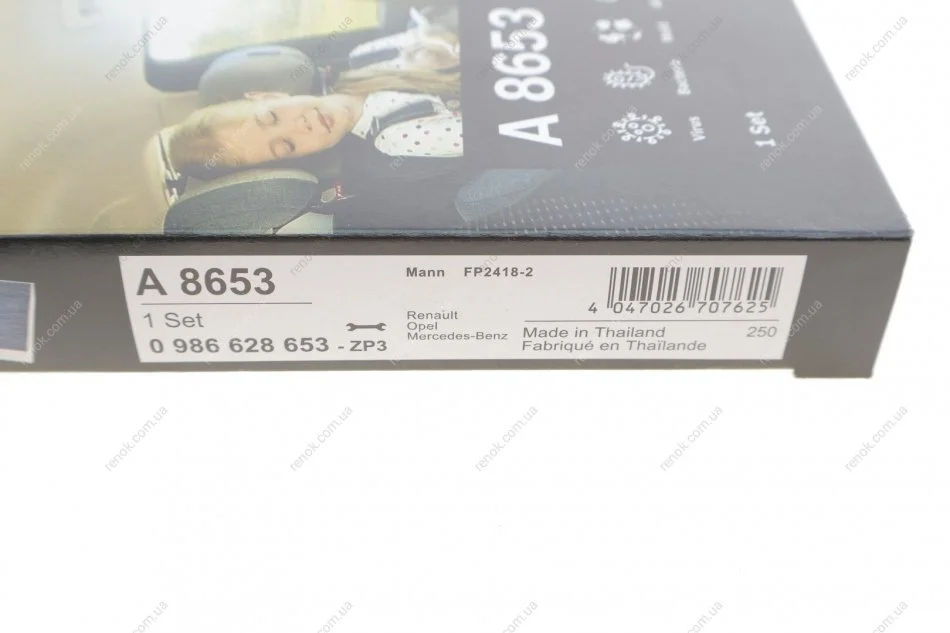 A 8653
Virus
Bacteria
1 Set
A 8653
1 Set
0 986 628 653 - ZP3
Mann FP2418-2
Renault
Opel
Mercedes-Benz
4 047026 707625
Made in Thailand 250
Fabriqué en Thaïlande
renok.com.ua